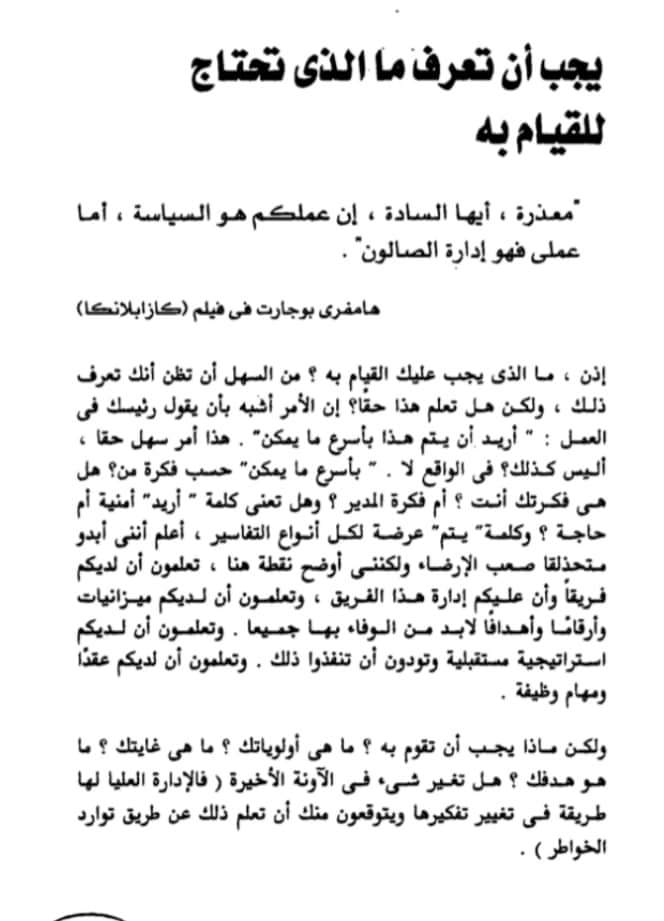 يجب أن تعرف ما الذى تحتاج
للقيام به
"معذرة ، أيها السادة ، إن عملكم هو السياسة ، أما
عملى فهو إدارة الصالون" .
هامفرى بوجارت فى فيلم (كازابلانكا)
إذن ، ما الذى يجب عليك القيام به ؟ من السهل أن تظن أنك تعرف
ذلك ، ولكن هل تعلم هذا حقًا؟ إن الأمر أشبه بأن يقول رئيسك فى
العمل : " أريد أن يتم هذا بأسرع ما يمكن" . هذا أمر سهل حقا ،
أليس كذلك؟ فى الواقع لا . " بأسرع ما يمكن" حسب فكرة من؟ هل
هى فكرتك أنت ؟ أم فكرة المدير ؟ وهل تعنى كلمة " أريد" أمنية أم
حاجة ؟ وكلمة" يتم" عرضة لكل أنواع التفاسير ، أعلم أننى أبدو
متحذلقا صعب الإرضاء ولكننى أوضح نقطة هنا ، تعلمون أن لديكم
فريقاً وأن عليكم إدارة هذا الفريق ، وتعلمون أن لديكم ميزانيات
وأرقامًا وأهدافًا لابد من الوفاء بها جميعا . وتعلمون أن لديكم
استراتيجية مستقبلية وتودون أن تنفذوا ذلك . وتعلمون أن لديكم عقدًا
ومهام وظيفة .
ولكن ماذا يجب أن تقوم به ؟ ما هى أولوياتك ؟ ما هى غايتك ؟ ما
هو هدفك ؟ هل تغير شىء فى الآونة الأخيرة ( فالإدارة العليا لها
طريقة فى تغيير تفكيرها ويتوقعون منك أن تعلم ذلك عن طريق توارد
الخواطر ) .